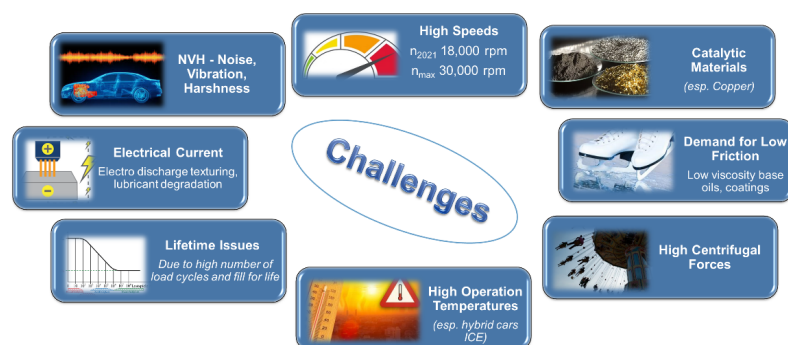 NVH - Noise,
Vibration,
Harshness
High Speeds
n2021 18,000 rpm
nmax 30,000 rpm
Catalytic
Materials
(esp. Copper)
Electrical Current
Electro discharge texturing,
lubricant degradation
Challenges
Demand for Low
Friction
Low viscosity base
oils, coatings
Lifetime Issues
Due to high number of
load cycles and fill for life
High Operation
Temperatures
(esp. hybrid cars
ICE)
High Centrifugal
Forces